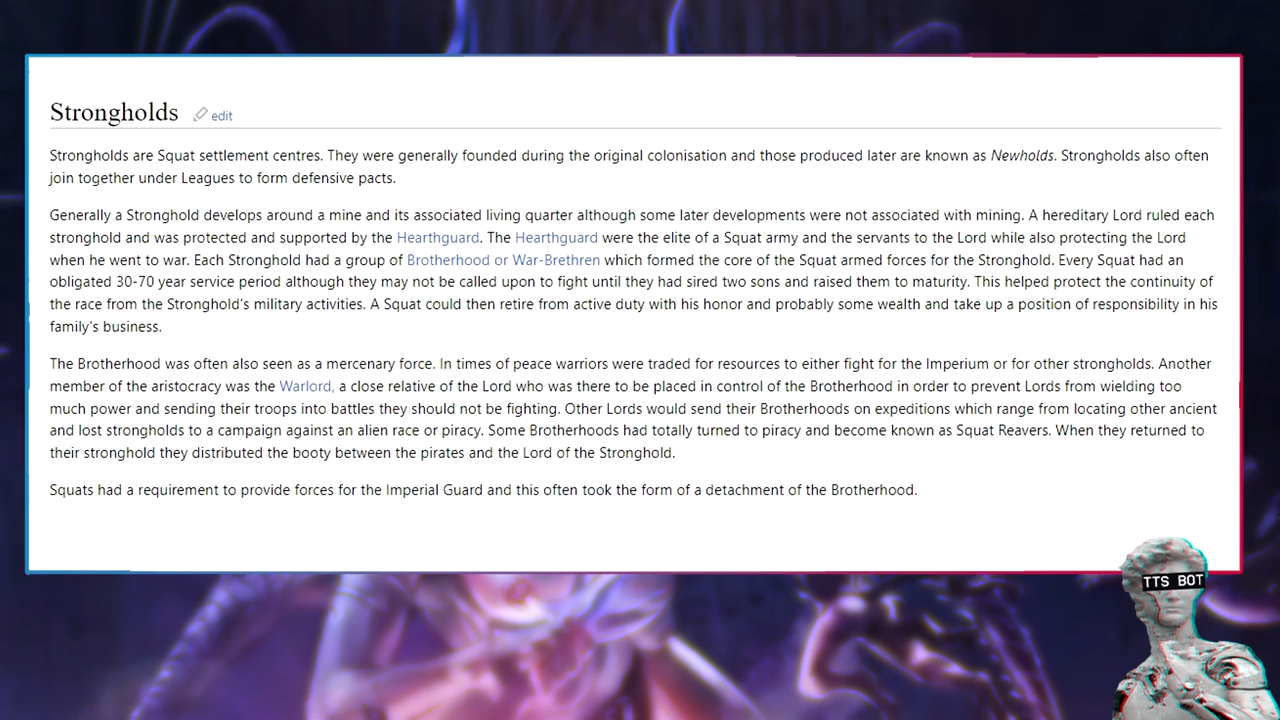 Strongholds edit
Strongholds are Squat settlement centres. They were generally founded during the original colonisation and those produced later are known as Newholds. Strongholds also often
join together under Leagues to form defensive pacts.
Generally a Stronghold develops around a mine and its associated living quarter although some later developments were not associated with mining. A hereditary Lord ruled each
stronghold and was protected and supported by the Hearthguard. The Hearthguard were the elite of a Squat army and the servants to the Lord while also protecting the Lord
when he went to war. Each Stronghold had a group of Brotherhood or War-Brethren which formed the core of the Squat armed forces for the Stronghold. Every Squat had an
obligated 30-70 year service period although they may not be called upon to fight until they had sired two sons and raised them to maturity. This helped protect the continuity of
the race from the Stronghold's military activities. A Squat could then retire from active duty with his honor and probably some wealth and take up a position of responsibility in his
family's business.
The Brotherhood was often also seen as a mercenary force. In times of peace warriors were traded for resources to either fight for the Imperium or for other strongholds. Another
member of the aristocracy was the Warlord, a close relative of the Lord who was there to be placed in control of the Brotherhood in order to prevent Lords from wielding too
much power and sending their troops into battles they should not be fighting. Other Lords would send their Brotherhoods on expeditions which range from locating other ancient
and lost strongholds to a campaign against an alien race or piracy. Some Brotherhoods had totally turned to piracy and become known as Squat Reavers. When they returned to
their stronghold they distributed the booty between the pirates and the Lord of the Stronghold.
Squats had a requirement to provide forces for the Imperial Guard and this often took the form of a detachment of the Brotherhood.
TTS BOT